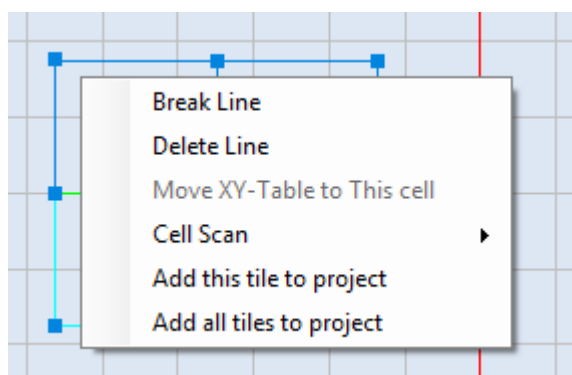 Break Line
Delete Line
Move XY-Table to This cell
Cell Scan
Add this tile to project
Add all tiles to project